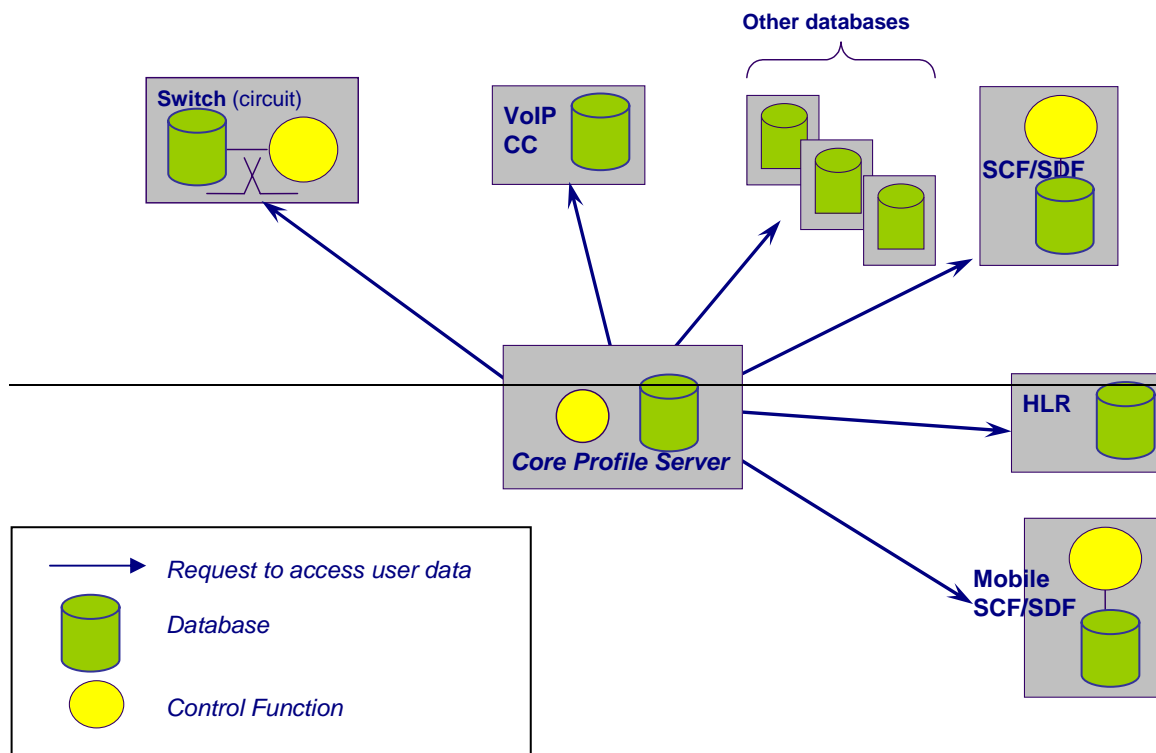 Other databases
Switch (circuit)
VoIP
CC
SCF/SDF
HLR
Core Profile Server
Mobile
SCF/SDF
Request to access user data
Database
Control Function